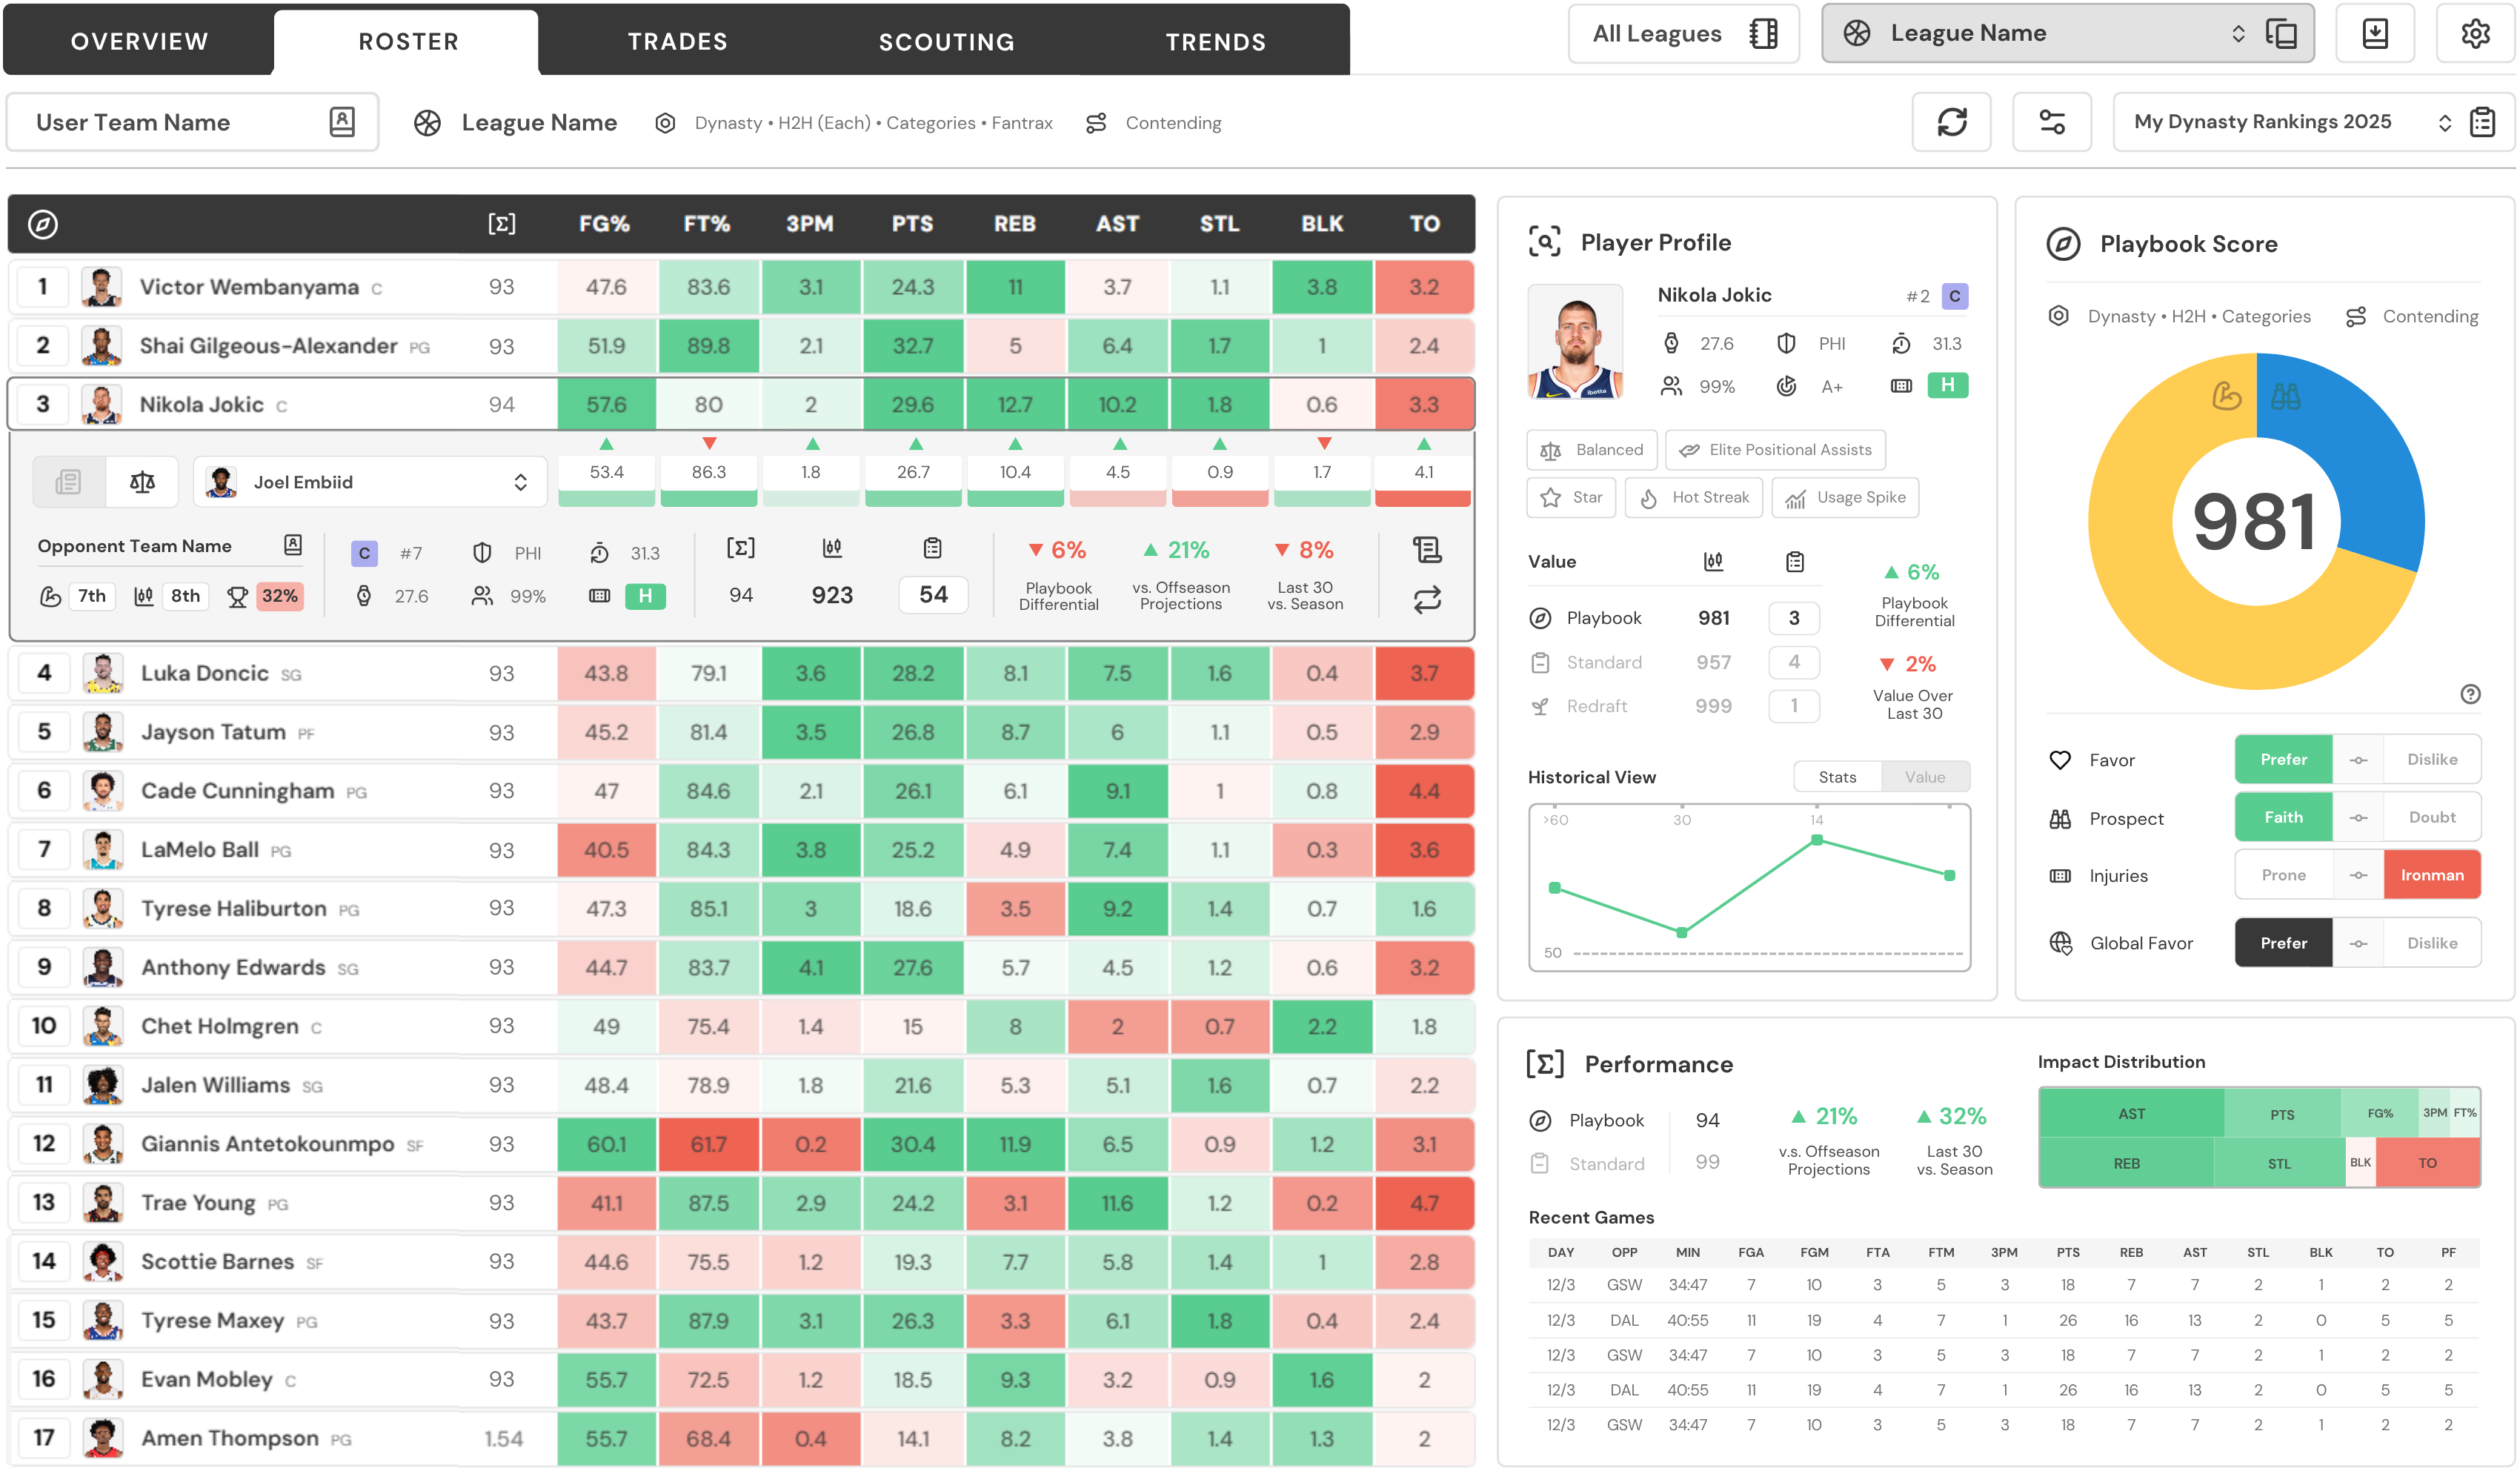 OVERVIEW ROSTER TRADES SCOUTING TRENDS All Leagues League Name
User Team Name League Name Dynasty • H2H (Each) • Categories • Fantrax Contending My Dynasty Rankings 2025
[Σ] FG% FT% 3PM PTS REB AST STL BLK TO
1 Victor Wembanyama C 93 47.6 83.6 3.1 24.3 11 3.7 1.1 3.8 3.2
2 Shai Gilgeous-Alexander PG 93 51.9 89.8 2.1 32.7 5 6.4 1.7 1 2.4
3 Nikola Jokic C 94 57.6 80 2 29.6 12.7 10.2 1.8 0.6 3.3
Joel Embiid 53.4 86.3 1.8 26.7 10.4 4.5 0.9 1.7 4.1
Opponent Team Name C #7 PHI 31.3 [Σ] 6% 21% 8%
7th 8th 32% 27.6 99% H 94 923 54
Playbook Differential
vs. Offseason Projections
Last 30 vs. Season
4 Luka Doncic SG 93 43.8 79.1 3.6 28.2 8.1 7.5 1.6 0.4 3.7
5 Jayson Tatum PF 93 45.2 81.4 3.5 26.8 8.7 6 1.1 0.5 2.9
6 Cade Cunningham PG 93 47 84.6 2.1 26.1 6.1 9.1 1 0.8 4.4
7 LaMelo Ball PG 93 40.5 84.3 3.8 25.2 4.9 7.4 1.1 0.3 3.6
8 Tyrese Haliburton PG 93 47.3 85.1 3 18.6 3.5 9.2 1.4 0.7 1.6
9 Anthony Edwards SG 93 44.7 83.7 4.1 27.6 5.7 4.5 1.2 0.6 3.2
10 Chet Holmgren C 93 49 75.4 1.4 15 8 2 0.7 2.2 1.8
11 Jalen Williams SG 93 48.4 78.9 1.8 21.6 5.3 5.1 1.6 0.7 2.2
12 Giannis Antetokounmpo SF 93 60.1 61.7 0.2 30.4 11.9 6.5 0.9 1.2 3.1
13 Trae Young PG 93 41.1 87.5 2.9 24.2 3.1 11.6 1.2 0.2 4.7
14 Scottie Barnes SF 93 44.6 75.5 1.2 19.3 7.7 5.8 1.4 1 2.8
15 Tyrese Maxey PG 93 43.7 87.9 3.1 26.3 3.3 6.1 1.8 0.4 2.4
16 Evan Mobley C 93 55.7 72.5 1.2 18.5 9.3 3.2 0.9 1.6 2
17 Amen Thompson PG 1.54 55.7 68.4 0.4 14.1 8.2 3.8 1.4 1.3 2
Player Profile
Nikola Jokic #2 C
27.6 PHI 31.3
99% A+ H
Balanced Elite Positional Assists
Star Hot Streak Usage Spike
Value
Playbook 981 3
Standard 957 4
Redraft 999 1
6%
Playbook
Differential
2%
Value Over
Last 30
Historical View Stats Value
>60 30 14
50
Playbook Score
Dynasty • H2H • Categories Contending
981
Favor Prefer Dislike
Prospect Faith Doubt
Injuries Prone Ironman
Global Favor Prefer Dislike
[Σ] Performance
Playbook 94
Standard 99
21%
v.s. Offseason
Projections
32%
Last 30
vs. Season
Impact Distribution
AST PTS FG% 3PM FT%
REB STL BLK TO
Recent Games
DAY OPP MIN FGA FGM FTA FTM 3PM PTS REB AST STL BLK TO PF
12/3 GSW 34:47 7 10 3 5 3 18 7 7 2 1 2 2
12/3 DAL 40:55 11 19 4 7 1 26 16 13 2 0 5 5
12/3 GSW 34:47 7 10 3 5 3 18 7 7 2 1 2 2
12/3 DAL 40:55 11 19 4 7 1 26 16 13 2 0 5 5
12/3 GSW 34:47 7 10 3 5 3 18 7 7 2 1 2 2